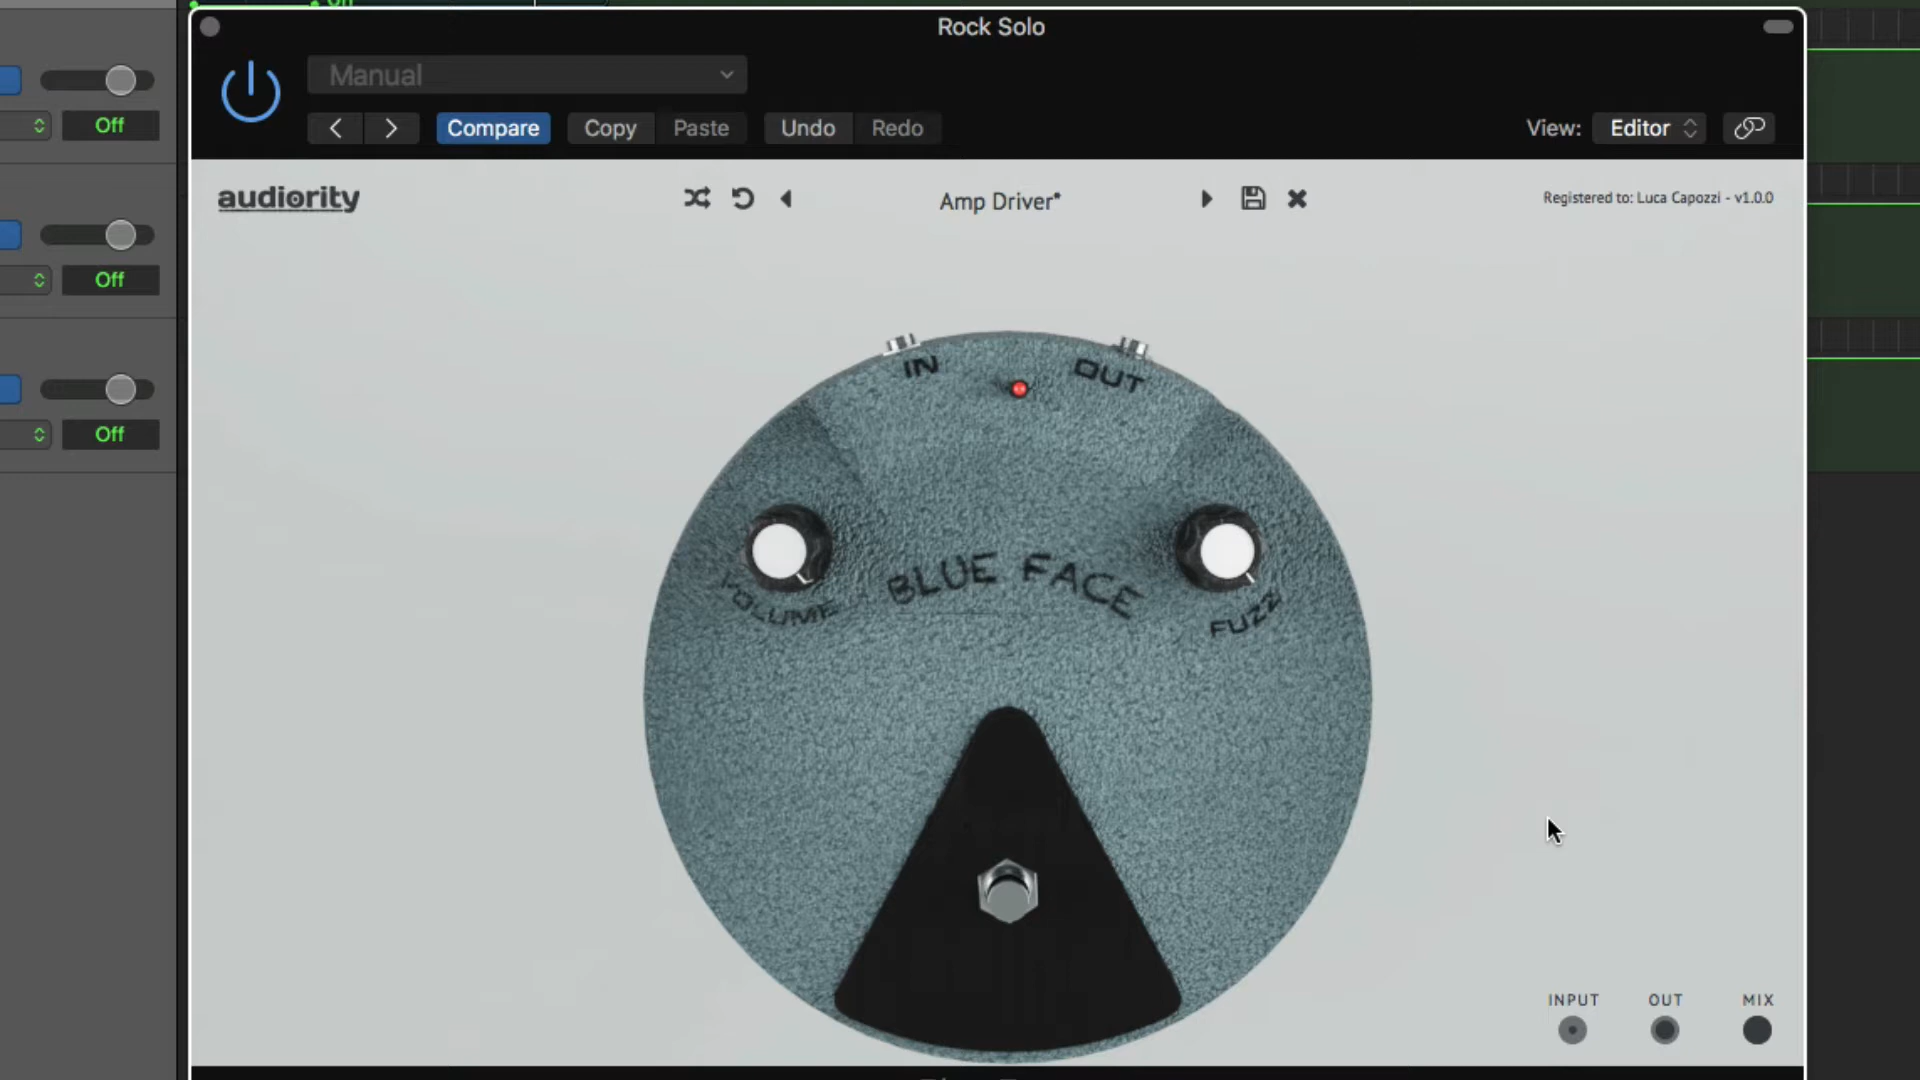 On
Rock Solo
Manual
Compare Copy Paste Undo Redo
View: Editor
Off
Off
Off
audiority
Amp Driver*
Registered to: Luca Capozzi - v1.0.0
IN
OUT
VOLUME
BLUE FACE
FUZZ
INPUT OUT MIX